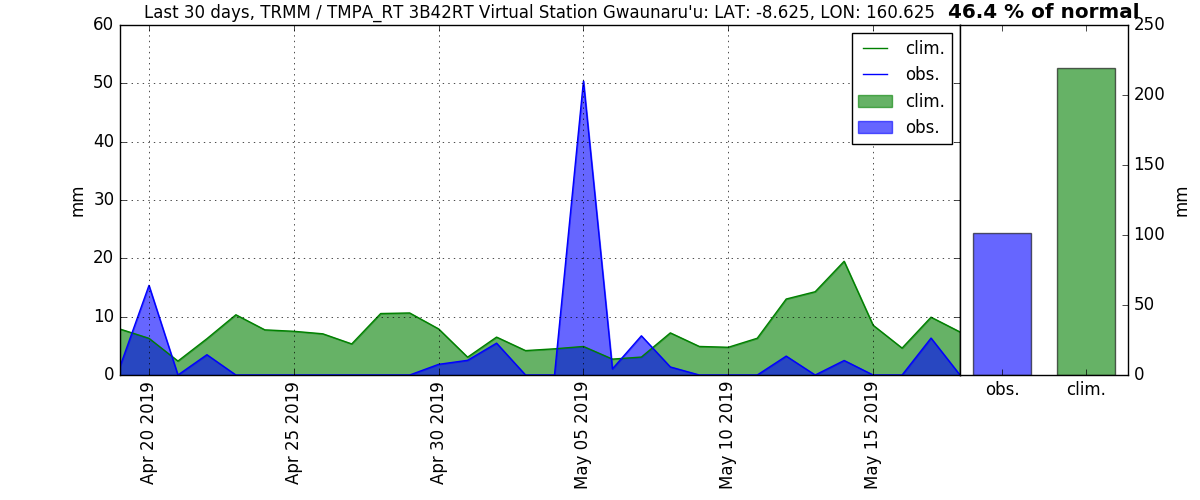 Last 30 days, TRMM / TMPA_RT 3B42RT Virtual Station Gwaunaru'u: LAT: -8.625, LON: 160.625
46.4 % of normal
60
50
40
30
20
10
0
mm
clim.
obs.
clim.
obs.
Apr 20 2019
Apr 25 2019
Apr 30 2019
May 05 2019
May 10 2019
May 15 2019
250
200
150
100
50
0
mm
obs.
clim.